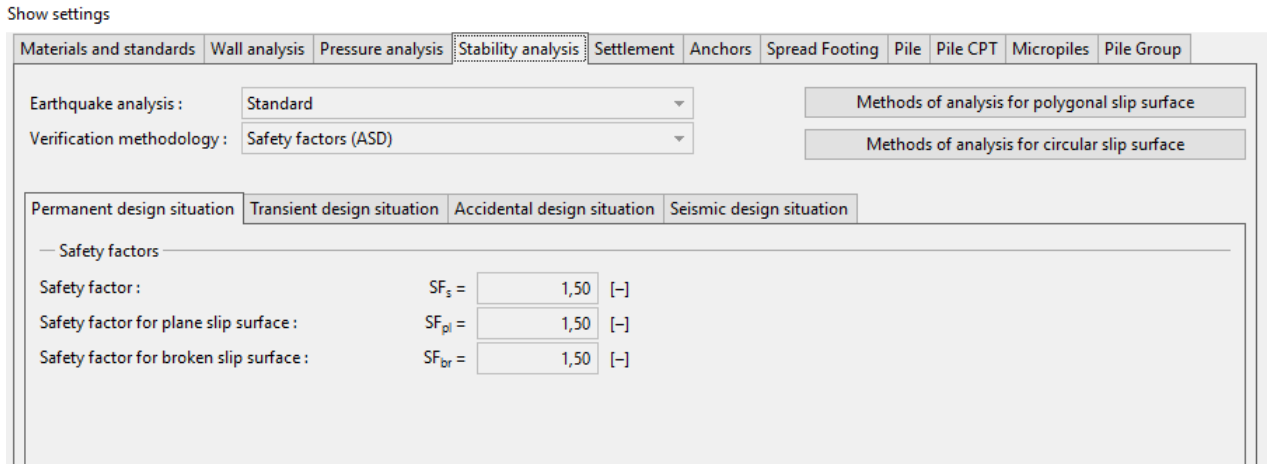 Show settings
Materials and standards Wall analysis Pressure analysis Stability analysis Settlement Anchors Spread Footing Pile Pile CPT Micropiles Pile Group
Earthquake analysis : Standard Methods of analysis for polygonal slip surface
Verification methodology : Safety factors (ASD) Methods of analysis for circular slip surface
Permanent design situation Transient design situation Accidental design situation Seismic design situation
Safety factors
Safety factor : SFs = 1,50 [–]
Safety factor for plane slip surface : SFpl = 1,50 [–]
Safety factor for broken slip surface : SFbr = 1,50 [–]